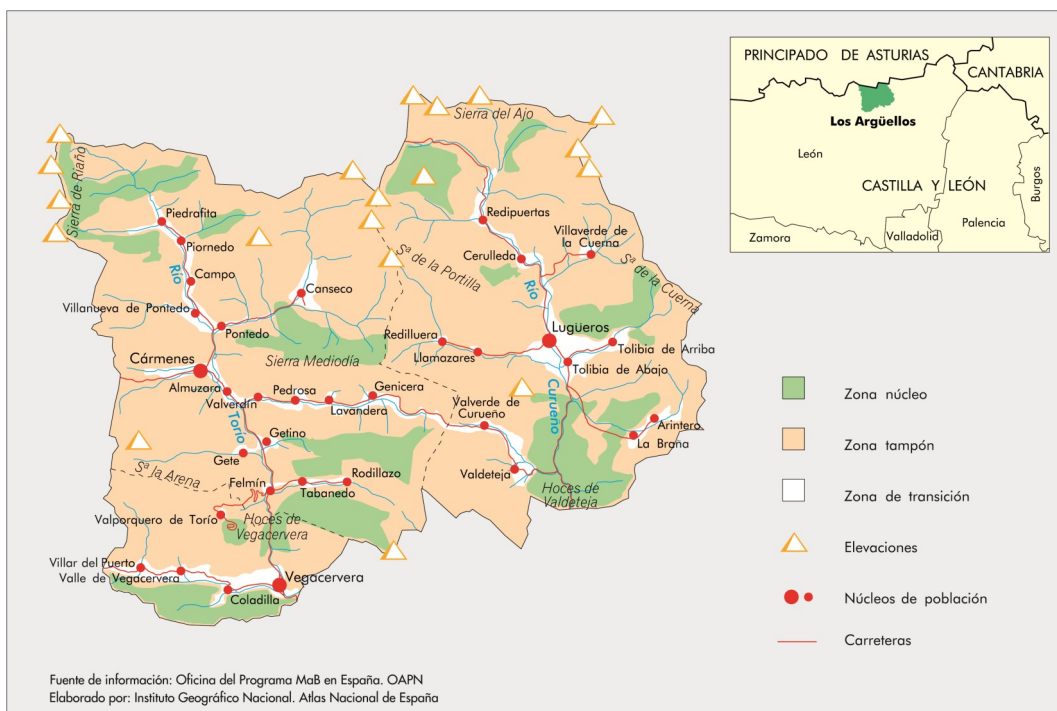 PRINCIPADO DE ASTURIAS
CANTABRIA
Los Argüellos
León
CASTILLA Y LEÓN
Burgos
Palencia
Zamora
Valladolid
Sierra del Ajo
Sierra de Riaño
Piedrafita
Redipuertas
Piornedo
Villaverde de
la Cuerna
Río
Campo
Sª de la Portilla
Cerulleda
Río
Sª de la Cuerna
Canseco
Villanueva de Pontedo
Pontedo
Redilluera
Lugüeros
Llamazares
Tolibia de Arriba
Sierra Mediodía
Cármenes
Tolibia de Abajo
Almuzara
Pedrosa
Genicera
Valverdín
Lavandera
Valverde de
Curueño
Curueño
Torío
Arintero
La Braña
Getino
Gete
Sª la Arena
Felmín
Rodillazo
Tabanedo
Valdeteja
Hoces de
Valdeteja
Valporquero de Torío
Hoces de
Vegacervera
Villar del Puerto
Valle de Vegacervera
Vegacervera
Coladilla
Zona núcleo
Zona tampón
Zona de transición
Elevaciones
Núcleos de población
Carreteras
Fuente de información: Oficina del Programa MaB en España. OAPN
Elaborado por: Instituto Geográfico Nacional. Atlas Nacional de España